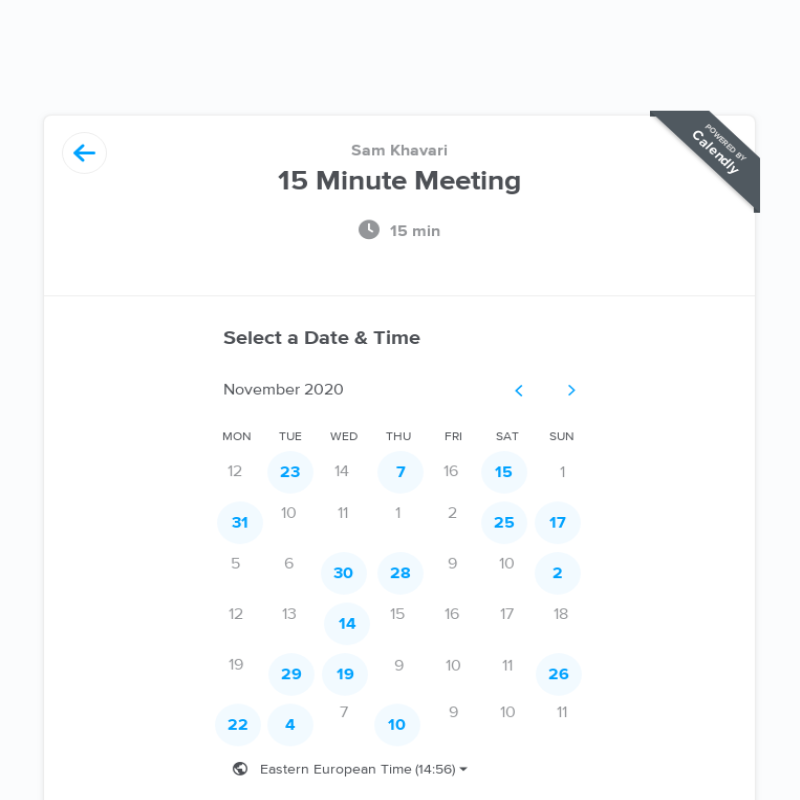 POWERED BY
Calendly
Sam Khavari
15 Minute Meeting
15 min
Select a Date & Time
November 2020
MON TUE WED THU FRI SAT SUN
12 23 14 7 16 15 1
31 10 11 1 2 25 17
5 6 30 28 9 10 2
12 13 14 15 16 17 18
19 29 19 9 10 11 26
22 4 7 10 9 10 11
Eastern European Time (14:56)